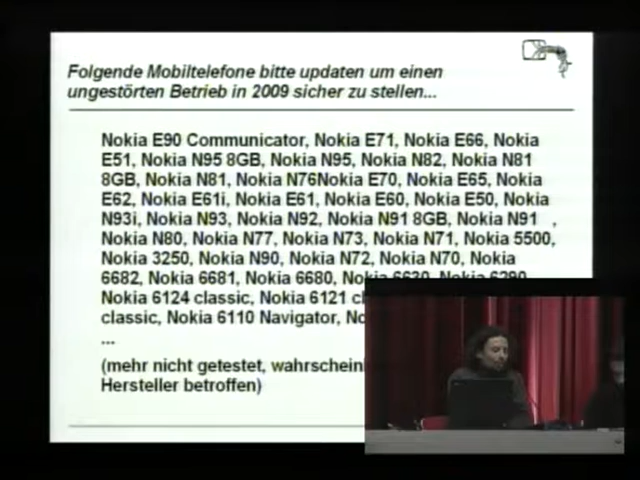 Folgende Mobiltelefone bitte updaten um einen
ungestörten Betrieb in 2009 sicher zu stellen...
Nokia E90 Communicator, Nokia E71, Nokia E66, Nokia
E51, Nokia N95 8GB, Nokia N95, Nokia N82, Nokia N81
8GB, Nokia N81, Nokia N76Nokia E70, Nokia E65, Nokia
E62, Nokia E61i, Nokia E61, Nokia E60, Nokia E50, Nokia
N93i, Nokia N93, Nokia N92, Nokia N91 8GB, Nokia N91 ,
Nokia N80, Nokia N77, Nokia N73, Nokia N71, Nokia 5500,
Nokia 3250, Nokia N90, Nokia N72, Nokia N70, Nokia
6682, Nokia 6681, Nokia 6680, Nokia 6630, Nokia 6290
Nokia 6124 classic, Nokia 6121
classic, Nokia 6110 Navigator,
...
(mehr nicht getestet,
Hersteller betroffen)